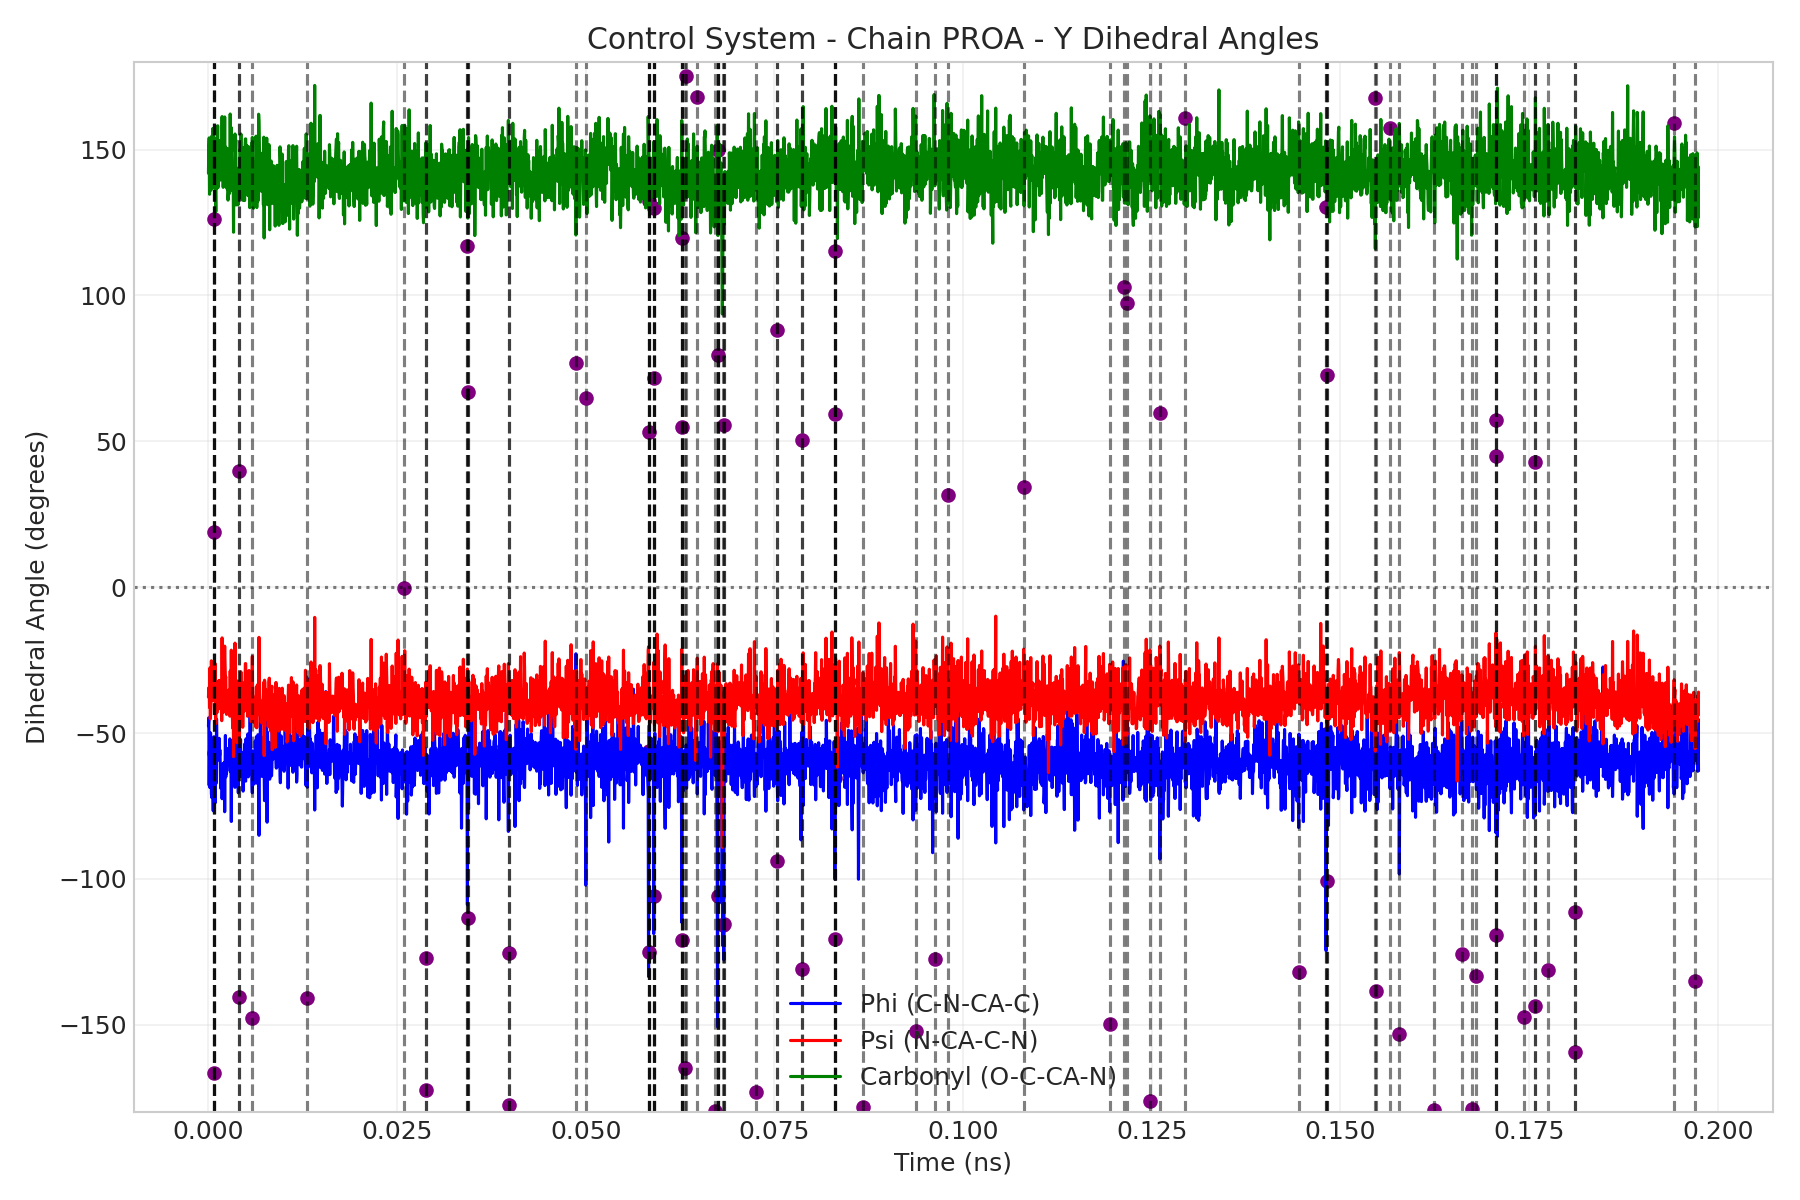 Control System - Chain PROA - Y Dihedral Angles
Dihedral Angle (degrees)
150
100
50
0
−50
−100
−150
Phi (C-N-CA-C)
Psi (N-CA-C-N)
Carbonyl (O-C-CA-N)
0.000 0.025 0.050 0.075 0.100 0.125 0.150 0.175 0.200
Time (ns)